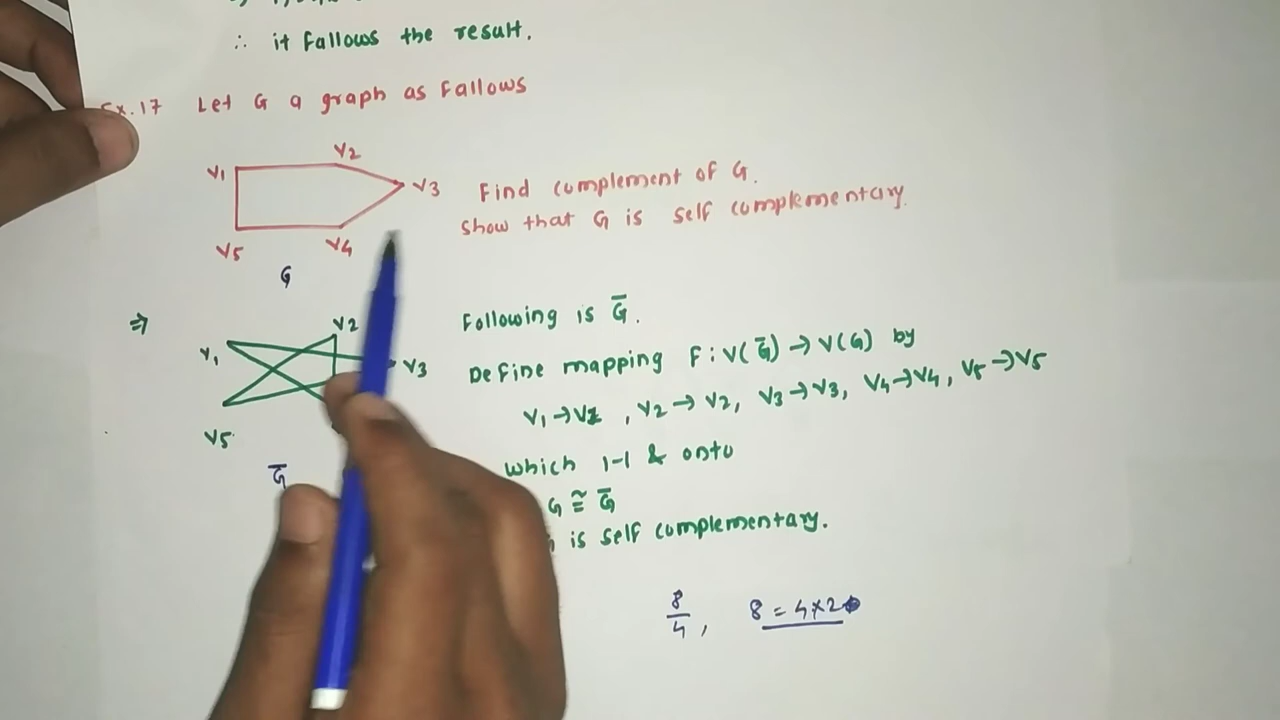 ∴ it Fallows the result.
Ex.17 Let G a graph as Fallows
V1 V2 V3 V4 V5
G
Find complement of G.
show that G is self complementary.
⇒ Following is G̅.
V1 V2 V3 V5
G̅
Define mapping F : V(G̅) → V(G) by
V1 → V1 , V2 → V2, V3 → V3, V4 → V4, V5 → V5
which 1-1 & onto
G ≅ G̅
is self complementary.
8/4 , 8 = 4×2